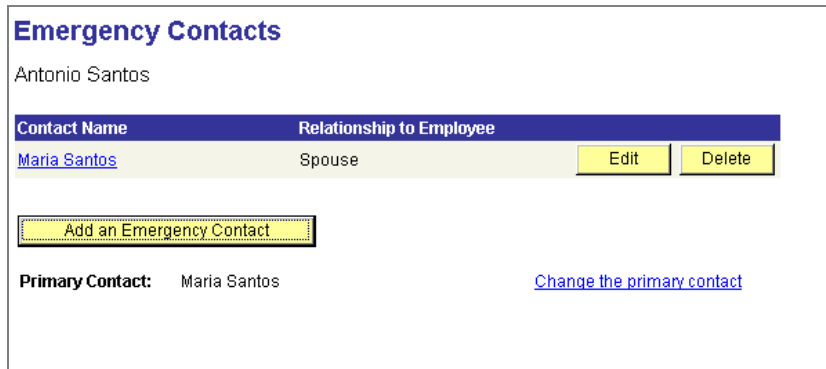 Emergency Contacts
Antonio Santos
Contact Name Relationship to Employee
Maria Santos Spouse Edit Delete
Add an Emergency Contact
Primary Contact: Maria Santos Change the primary contact